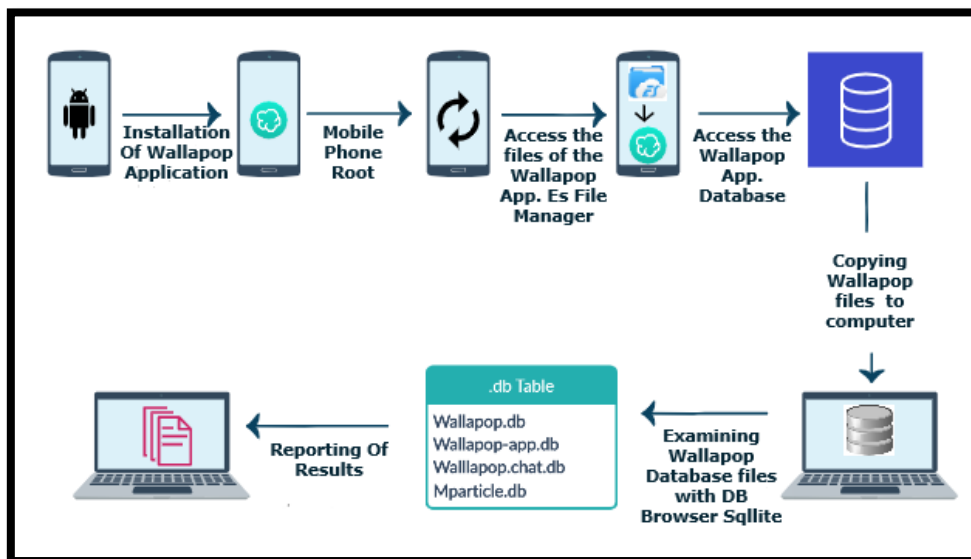 Installation
Of Wallapop
Application
Mobile
Phone
Root
Access the
files of the
Wallapop
App. Es File
Manager
Access the
Wallapop
App.
Database
Copying
Wallapop
files to
computer
.db Table
Wallapop.db
Wallapop-app.db
Walllapop.chat.db
Mparticle.db
Examining
Wallapop
Database files
with DB
Browser Sqllite
Reporting Of
Results